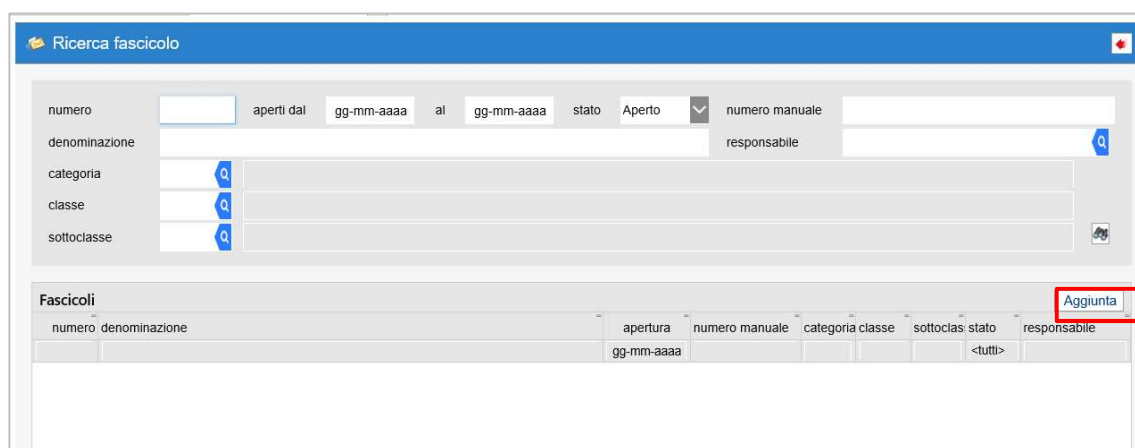 Ricerca fascicolo
numero aperti dal gg-mm-aaaa al gg-mm-aaaa stato Aperto numero manuale
denominazione responsabile
categoria
classe
sottoclasse
Fascicoli Aggiunta
numero denominazione apertura numero manuale categoria classe sottoclas stato responsabile
gg-mm-aaaa <tutti>